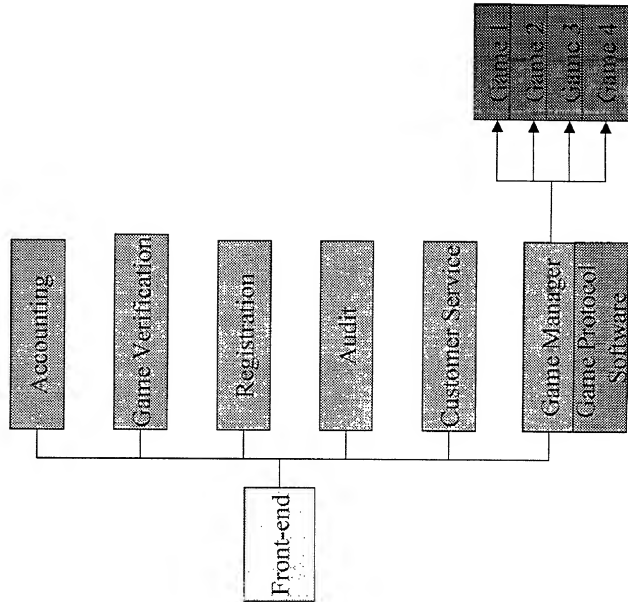 Front-end
Accounting
Game Verification
Registration
Audit
Customer Service
Game Manager
Game Protocol
Software
Game 1
Game 2
Game 3
Game 4